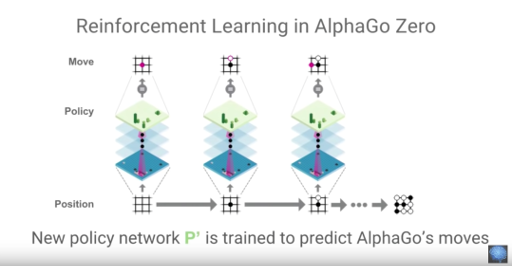 Reinforcement Learning in AlphaGo Zero
Move
Policy
Position
New policy network P' is trained to predict AlphaGo's moves